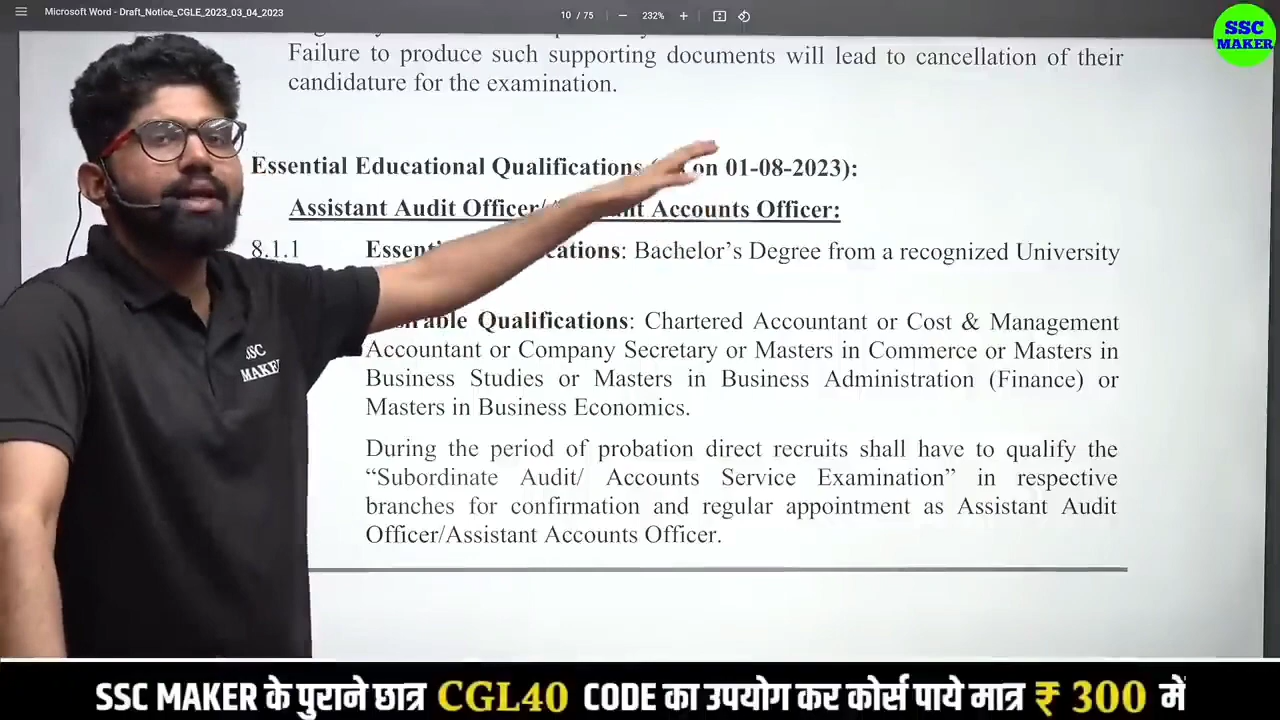 Microsoft Word - Draft_Notice_CGLE_2023_03_04_2023
10 / 75
232%
SSC
MAKER
Failure to produce such supporting documents will lead to cancellation of their
candidature for the examination.
Essential Educational Qualifications on 01-08-2023):
Assistant Audit Officer/ Accounts Officer:
8.1.1 : Bachelor's Degree from a recognized University
Qualifications: Chartered Accountant or Cost & Management
Accountant or Company Secretary or Masters in Commerce or Masters in
Business Studies or Masters in Business Administration (Finance) or
Masters in Business Economics.
During the period of probation direct recruits shall have to qualify the
“Subordinate Audit/ Accounts Service Examination” in respective
branches for confirmation and regular appointment as Assistant Audit
Officer/Assistant Accounts Officer.
SSC
MAKER
SSC MAKER के पुराने छात्र CGL40 CODE का उपयोग कर कोर्स पाये मात्र ₹ 300 में